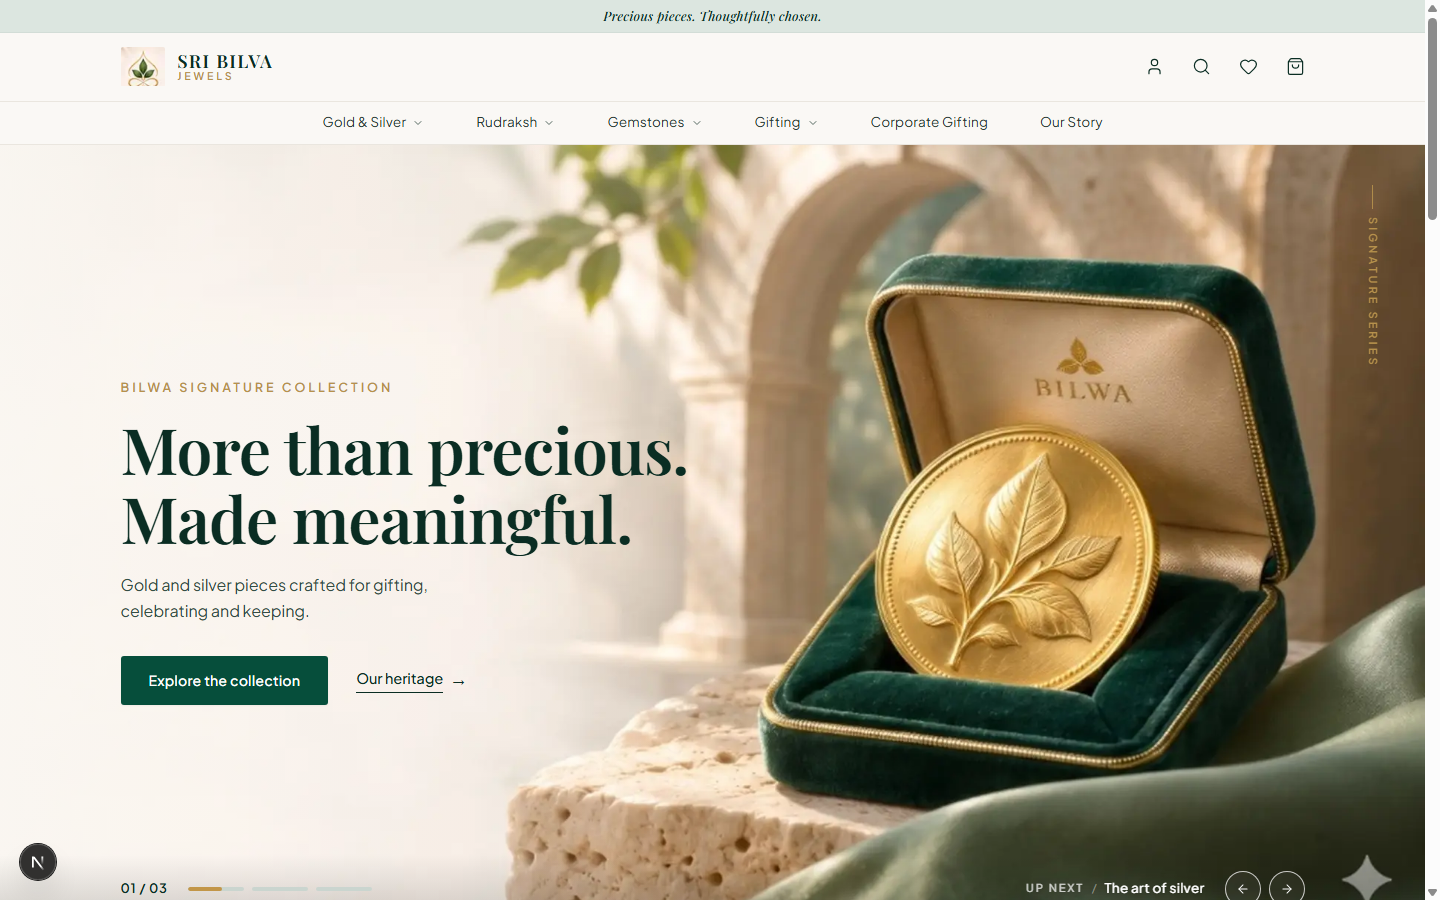 Precious pieces. Thoughtfully chosen.
SRI BILVA
JEWELS
Gold & Silver
Rudraksh
Gemstones
Gifting
Corporate Gifting
Our Story
SIGNATURE SERIES
BILWA
BILWA SIGNATURE COLLECTION
More than precious.
Made meaningful.
Gold and silver pieces crafted for gifting,
celebrating and keeping.
Explore the collection
Our heritage →
N
01 / 03
UP NEXT / The art of silver